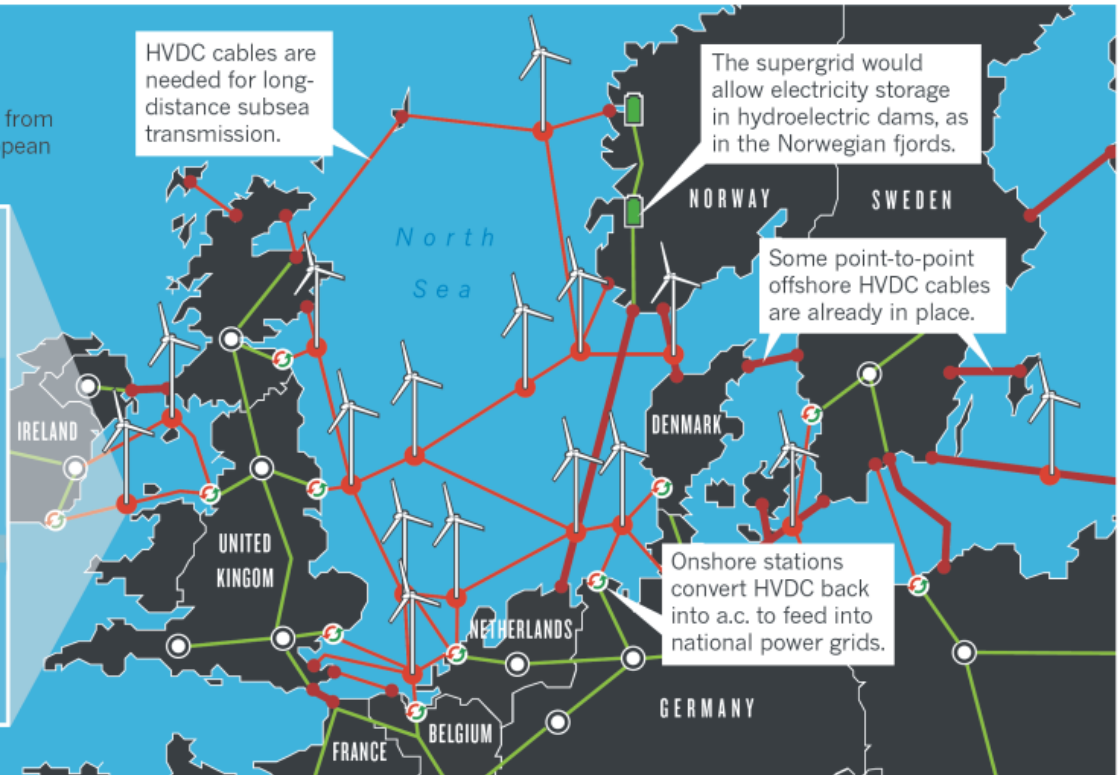 HVDC cables are
needed for long-
distance subsea
transmission.
from
pean
The supergrid would
allow electricity storage
in hydroelectric dams, as
in the Norwegian fjords.
NORWAY
SWEDEN
North
Sea
Some point-to-point
offshore HVDC cables
are already in place.
IRELAND
DENMARK
UNITED
KINGOM
Onshore stations
convert HVDC back
into a.c. to feed into
national power grids.
NETHERLANDS
GERMANY
BELGIUM
FRANCE